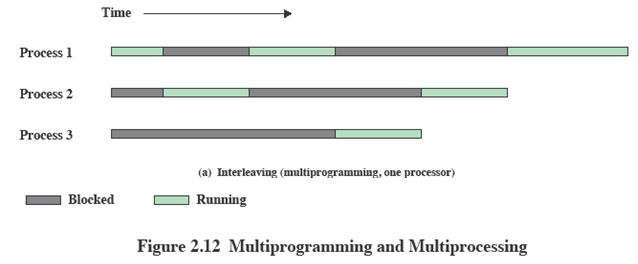 Time
Process 1
Process 2
Process 3
(a) Interleaving (multiprogramming, one processor)
Blocked Running
Figure 2.12 Multiprogramming and Multiprocessing